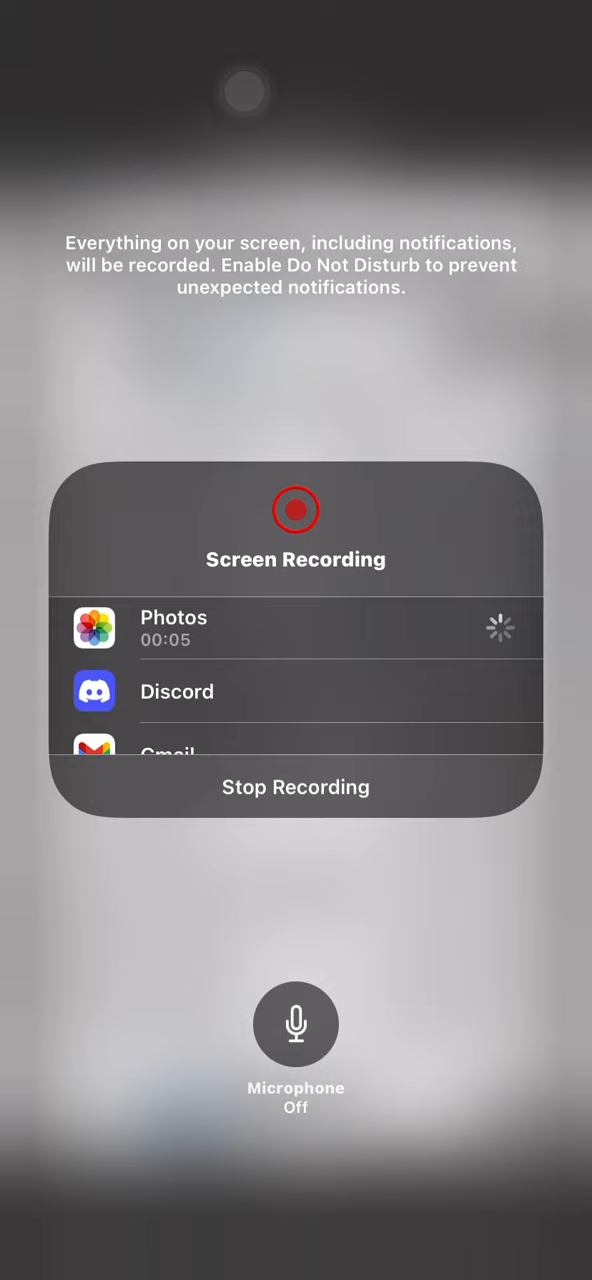 Everything on your screen, including notifications,
will be recorded. Enable Do Not Disturb to prevent
unexpected notifications.
Screen Recording
Photos
00:05
Discord
Gmail
Stop Recording
Microphone
Off